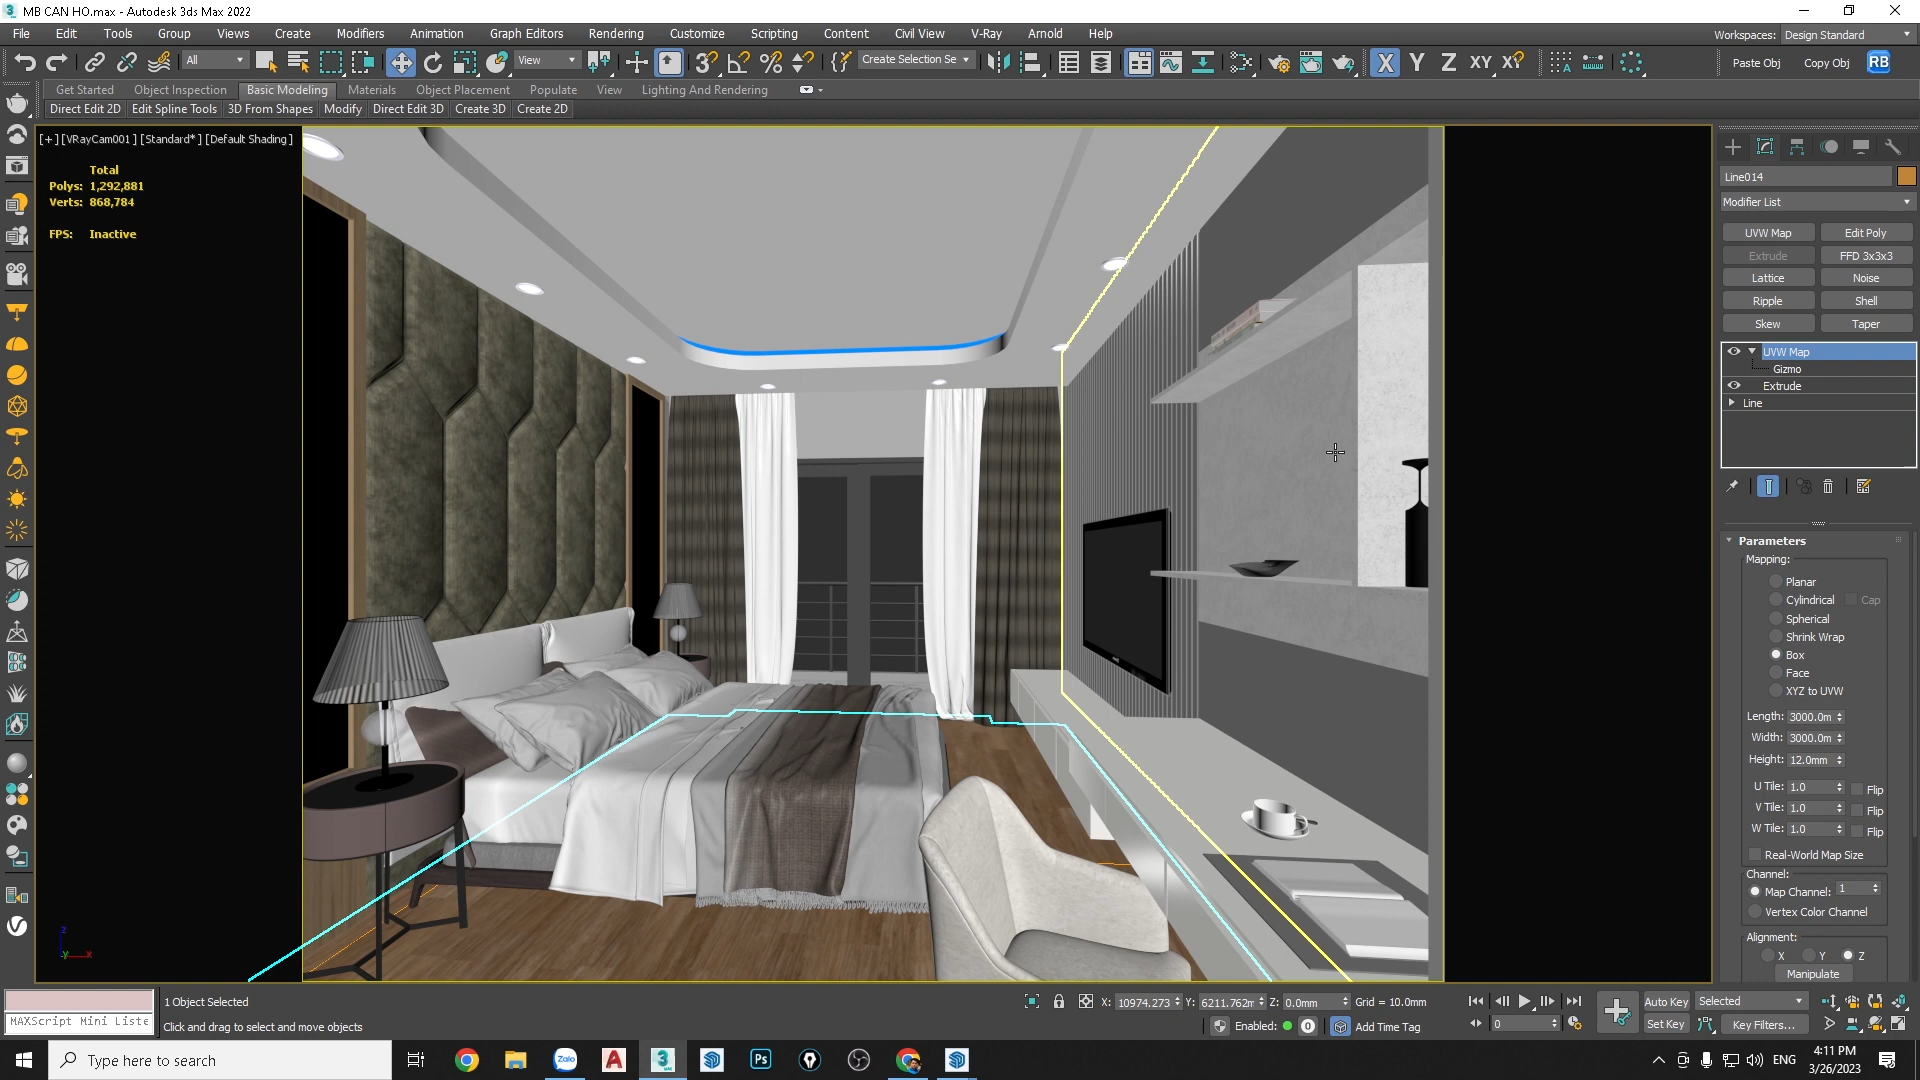 MB CAN HO.max - Autodesk 3ds Max 2022
File Edit Tools Group Views Create Modifiers Animation Graph Editors Rendering Customize Scripting Content Civil View V-Ray Arnold Help
Workspaces: Design Standard
All View Create Selection Se X Y Z XY XY Paste Obj Copy Obj RB
Get Started Object Inspection Basic Modeling Materials Object Placement Populate View Lighting And Rendering
Direct Edit 2D Edit Spline Tools 3D From Shapes Modify Direct Edit 3D Create 3D Create 2D
[+] [VRayCam001] [Standard*] [Default Shading]
Total
Polys: 1,292,881
Verts: 868,784
FPS: Inactive
Line014
Modifier List
UVW Map Edit Poly
Extrude FFD 3x3x3
Lattice Noise
Ripple Shell
Skew Taper
UVW Map
Gizmo
Extrude
Line
Parameters
Mapping:
Planar
Cylindrical Cap
Spherical
Shrink Wrap
Box
Face
XYZ to UVW
Length: 3000.0m
Width: 3000.0m
Height: 12.0mm
U Tile: 1.0 Flip
V Tile: 1.0 Flip
W Tile: 1.0 Flip
Real-World Map Size
Channel:
Map Channel: 1
Vertex Color Channel
Alignment:
X Y Z
Manipulate
z
y x
MAXScript Mini Liste
1 Object Selected
Click and drag to select and move objects
X: 10974.273 Y: 6211.762m Z: 0.0mm Grid = 10.0mm
Enabled: 0 Add Time Tag
0
Auto Key Selected
Set Key Key Filters...
Type here to search
Zalo
A
3
Ps
ENG
4:11 PM
3/26/2023